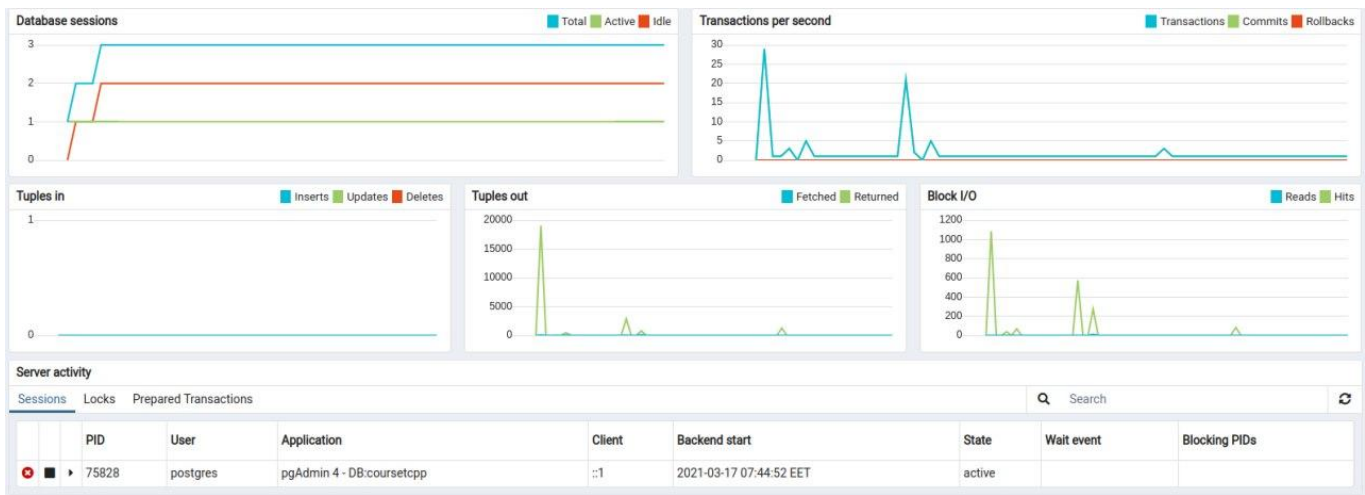 Database sessions
Total Active Idle
3
2
1
0
Transactions per second
Transactions Commits Rollbacks
30
25
20
15
10
5
0
Tuples in
Inserts Updates Deletes
1
0
Tuples out
Fetched Returned
20000
15000
10000
5000
0
Block I/O
Reads Hits
1200
1000
800
600
400
200
0
Server activity
Sessions Locks Prepared Transactions Search
PID User Application Client Backend start State Wait event Blocking PIDs
75828 postgres pgAdmin 4 - DB:coursetcpp ::1 2021-03-17 07:44:52 EET active